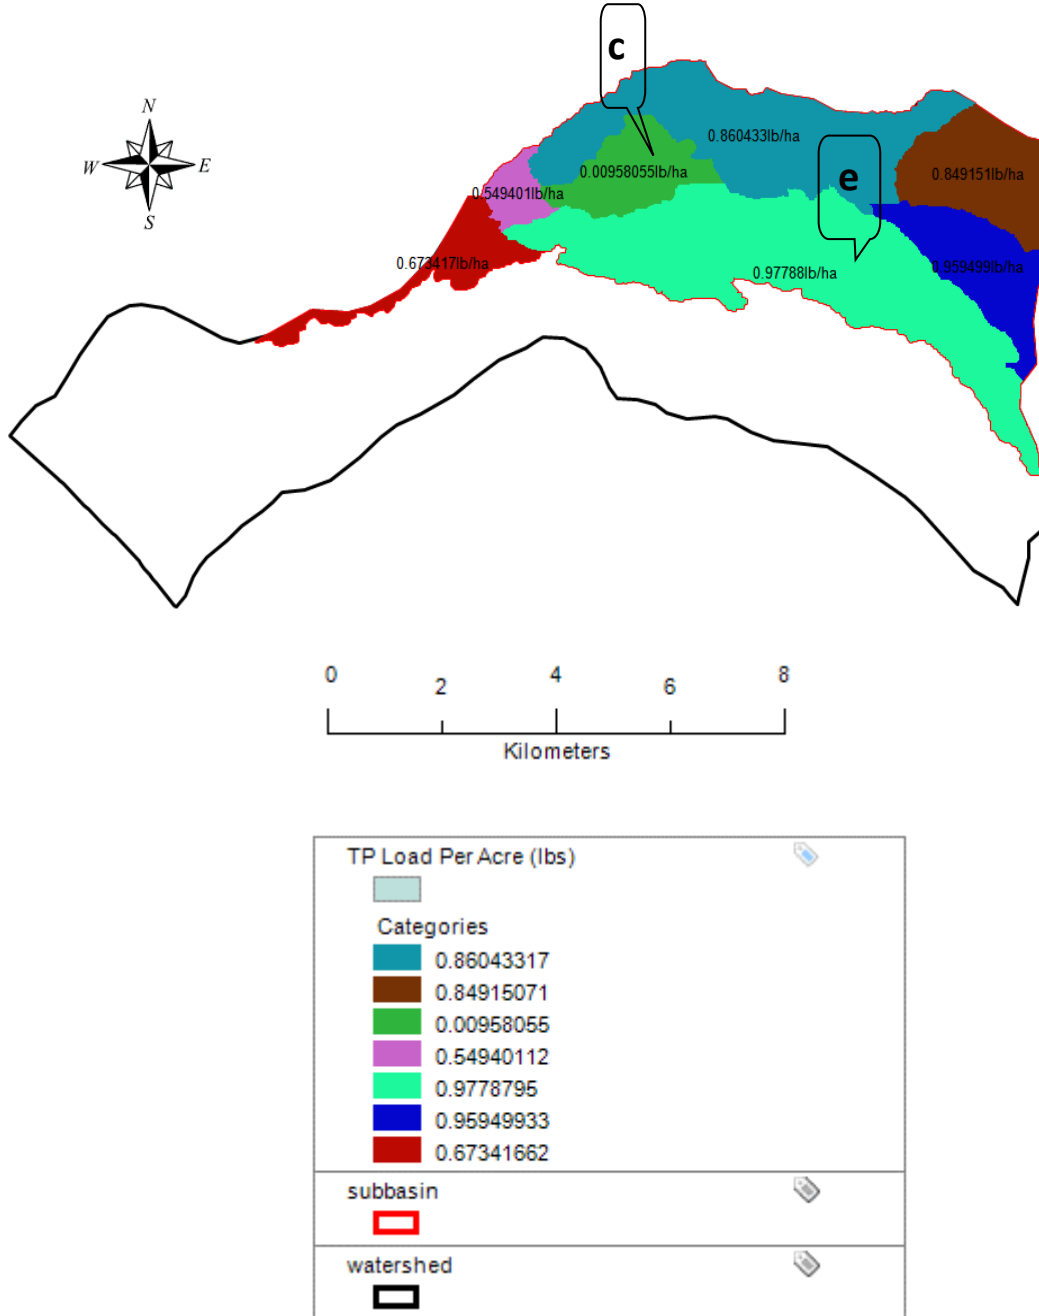 c
N
W
E
S
0.860433lb/ha
0.00958055lb/ha
e
0.849151lb/ha
0.549401lb/ha
0.673417lb/ha
0.97788lb/ha
0.959499lb/ha
0 2 4 6 8
Kilometers
TP Load Per Acre (lbs)
Categories
0.86043317
0.84915071
0.00958055
0.54940112
0.9778795
0.95949933
0.67341662
subbasin
watershed